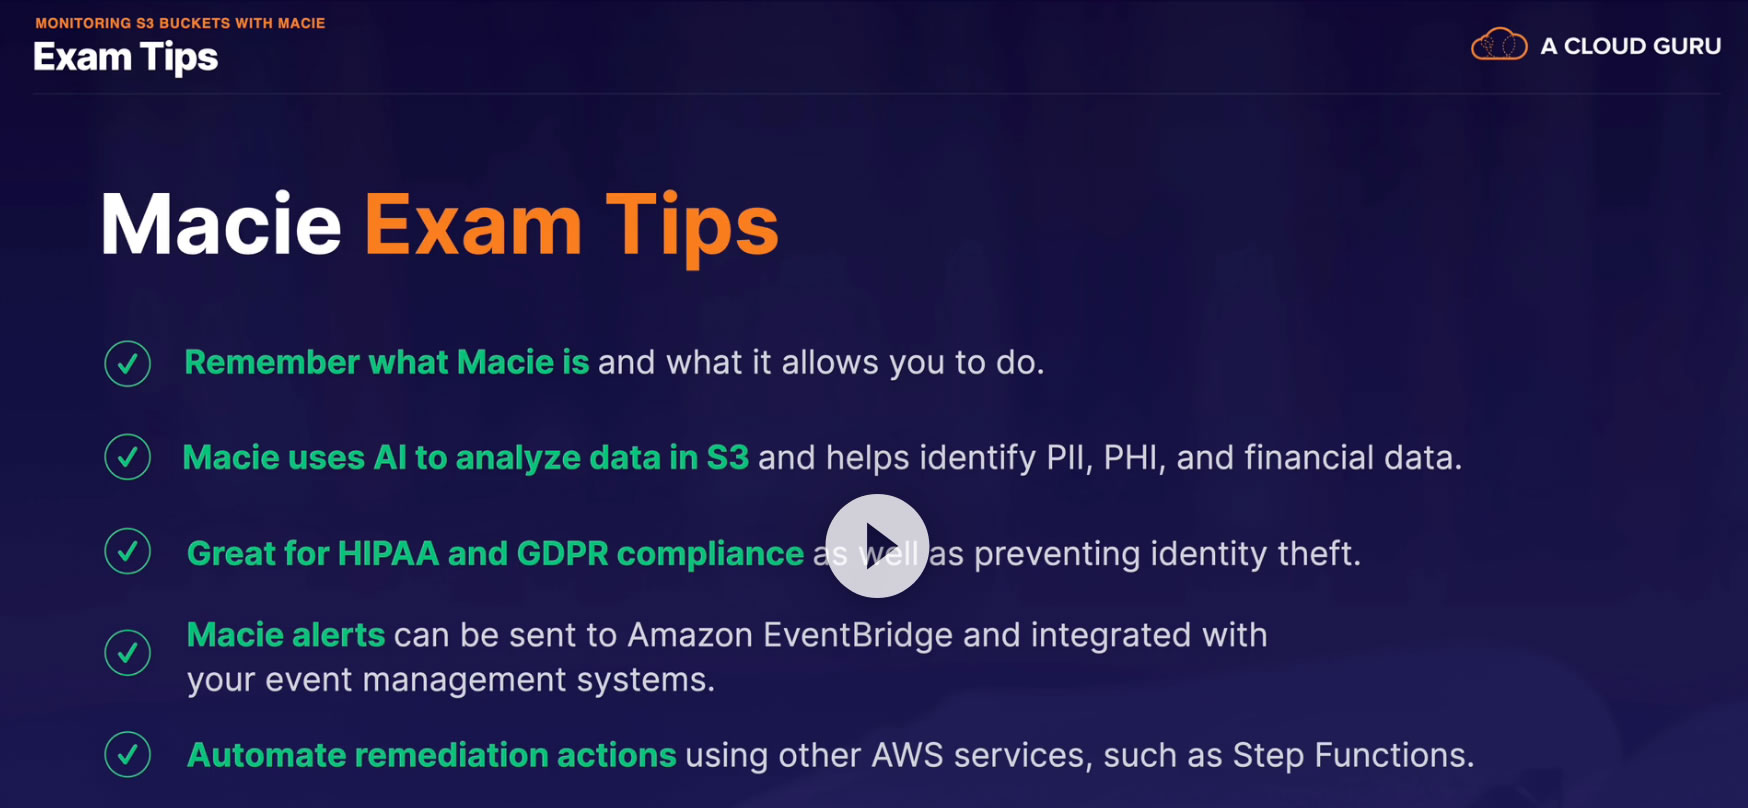 MONITORING S3 BUCKETS WITH MACIE
Exam Tips
A CLOUD GURU
Macie Exam Tips
Remember what Macie is and what it allows you to do.
Macie uses AI to analyze data in S3 and helps identify PII, PHI, and financial data.
Great for HIPAA and GDPR compliance as well as preventing identity theft.
Macie alerts can be sent to Amazon EventBridge and integrated with
your event management systems.
Automate remediation actions using other AWS services, such as Step Functions.